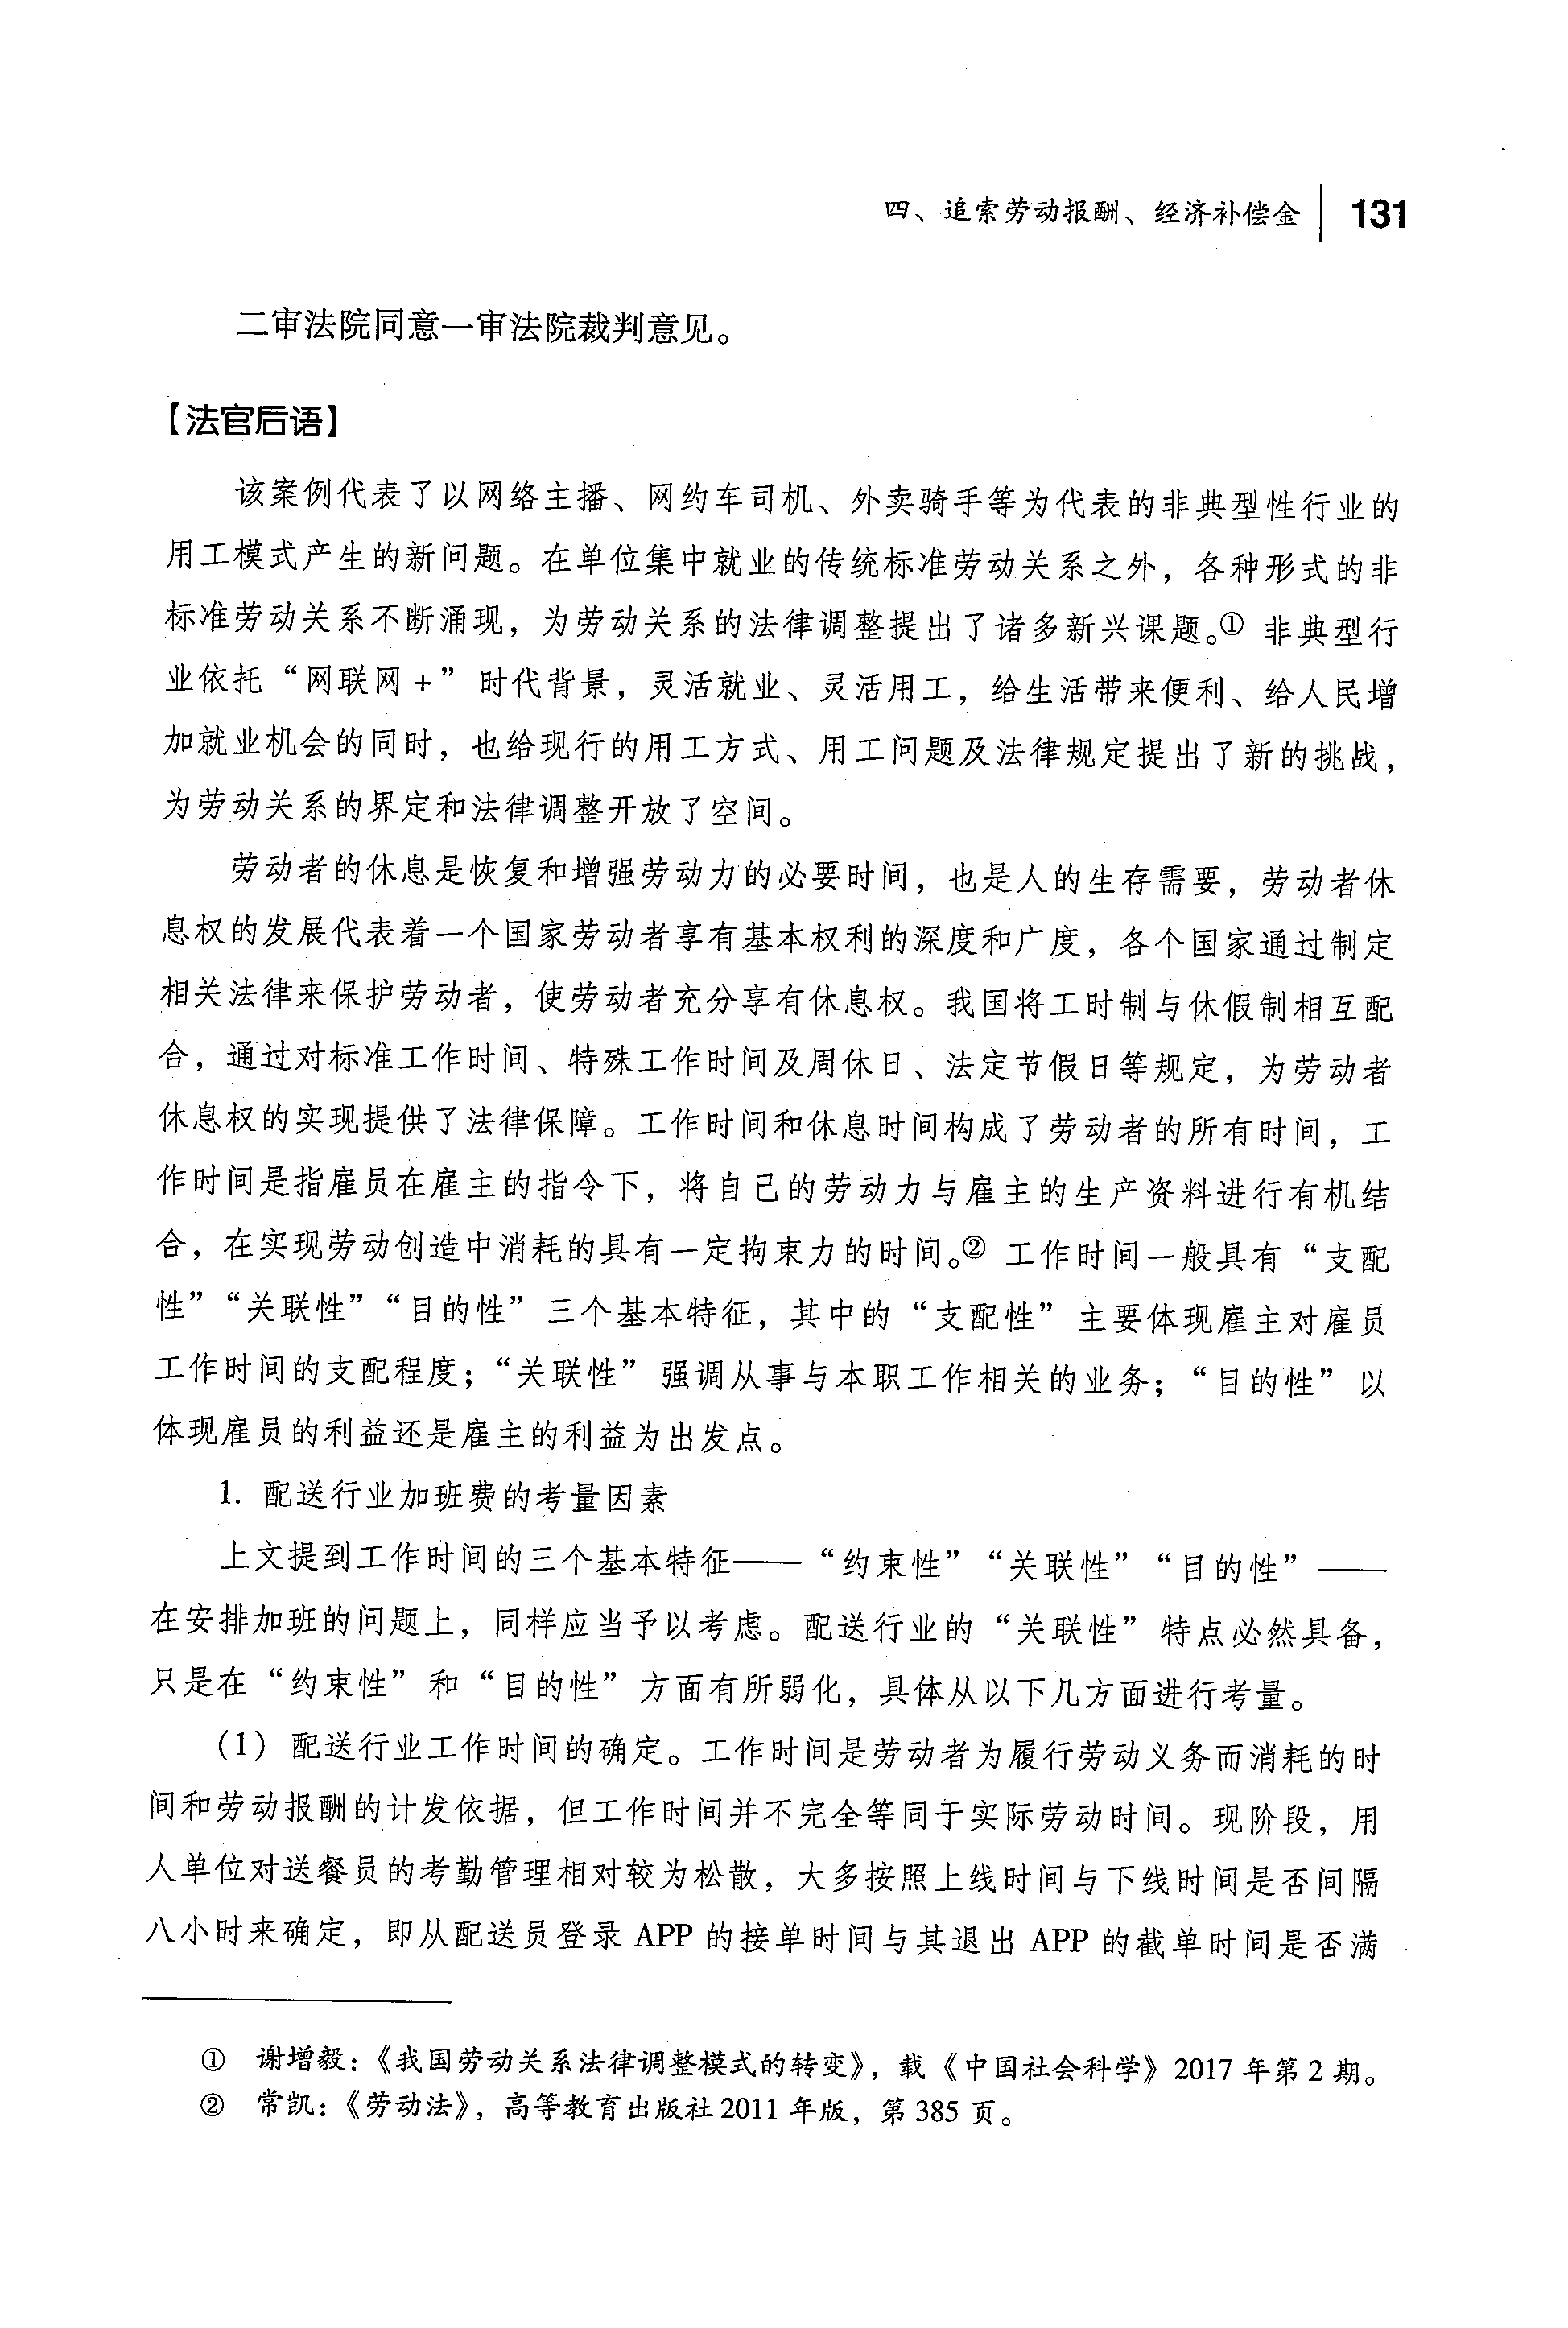 四、追索劳动报酬、经济补偿金 131
二审法院同意一审法院裁判意见。
【法官后语】
该案例代表了以网络主播、网约车司机、外卖骑手等为代表的非典型性行业的
用工模式产生的新问题。在单位集中就业的传统标准劳动关系之外，各种形式的非
标准劳动关系不断涌现，为劳动关系的法律调整提出了诸多新兴课题。① 非典型行
业依托“网联网+”时代背景，灵活就业、灵活用工，给生活带来便利、给人民增
加就业机会的同时，也给现行的用工方式、用工问题及法律规定提出了新的挑战，
为劳动关系的界定和法律调整开放了空间。
劳动者的休息是恢复和增强劳动力的必要时间，也是人的生存需要，劳动者休
息权的发展代表着一个国家劳动者享有基本权利的深度和广度，各个国家通过制定
相关法律来保护劳动者，使劳动者充分享有休息权。我国将工时制与休假制相互配
合，通过对标准工作时间、特殊工作时间及周休日、法定节假日等规定，为劳动者
休息权的实现提供了法律保障。工作时间和休息时间构成了劳动者的所有时间，工
作时间是指雇员在雇主的指令下，将自己的劳动力与雇主的生产资料进行有机结
合，在实现劳动创造中消耗的具有一定拘束力的时间。② 工作时间一般具有“支配
性”“关联性”“目的性”三个基本特征，其中的“支配性”主要体现雇主对雇员
工作时间的支配程度；“关联性”强调从事与本职工作相关的业务；“目的性”以
体现雇员的利益还是雇主的利益为出发点。
1. 配送行业加班费的考量因素
上文提到工作时间的三个基本特征——“约束性”“关联性”“目的性”——
在安排加班的问题上，同样应当予以考虑。配送行业的“关联性”特点必然具备，
只是在“约束性”和“目的性”方面有所弱化，具体从以下几方面进行考量。
（1）配送行业工作时间的确定。工作时间是劳动者为履行劳动义务而消耗的时
间和劳动报酬的计发依据，但工作时间并不完全等同于实际劳动时间。现阶段，用
人单位对送餐员的考勤管理相对较为松散，大多按照上线时间与下线时间是否间隔
八小时来确定，即从配送员登录 APP 的接单时间与其退出 APP 的截单时间是否满
① 谢增毅：《我国劳动关系法律调整模式的转变》，载《中国社会科学》2017 年第 2 期。
② 常凯：《劳动法》，高等教育出版社 2011 年版，第 385 页。